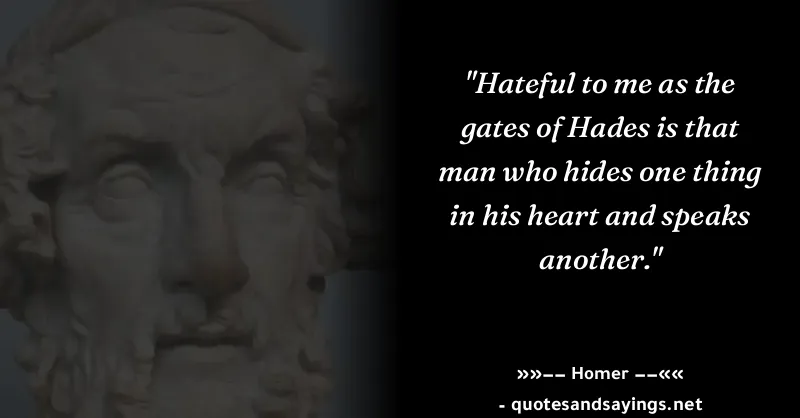 "Hateful to me as the
gates of Hades is that
man who hides one thing
in his heart and speaks
another."
»»−− Homer −−««
- quotesandsayings.net